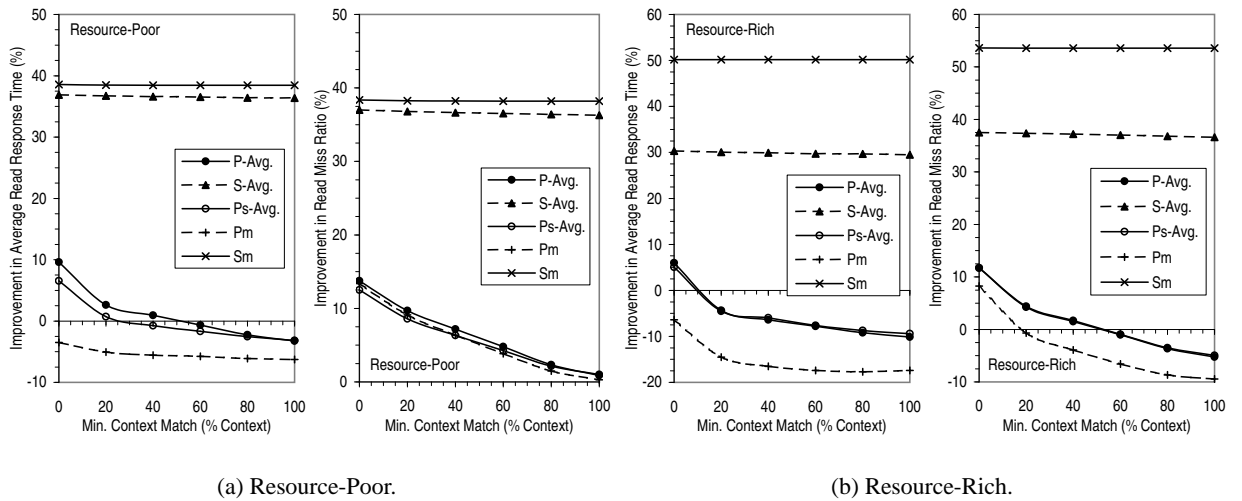 Improvement in Average Read Response Time (%)
50
40
30
20
10
0
-10
Resource-Poor
P-Avg.
S-Avg.
Ps-Avg.
Pm
Sm
0 20 40 60 80 100
Min. Context Match (% Context)
Improvement in Read Miss Ratio (%)
50
40
30
20
10
0
P-Avg.
S-Avg.
Ps-Avg.
Pm
Sm
Resource-Poor
0 20 40 60 80 100
Min. Context Match (% Context)
(a) Resource-Poor.
Improvement in Average Read Response Time (%)
60
50
40
30
20
10
0
-10
-20
Resource-Rich
P-Avg.
S-Avg.
Ps-Avg.
Pm
Sm
0 20 40 60 80 100
Min. Context Match (% Context)
Improvement in Read Miss Ratio (%)
60
50
40
30
20
10
0
-10
P-Avg.
S-Avg.
Ps-Avg.
Pm
Sm
Resource-Rich
0 20 40 60 80 100
Min. Context Match (% Context)
(b) Resource-Rich.